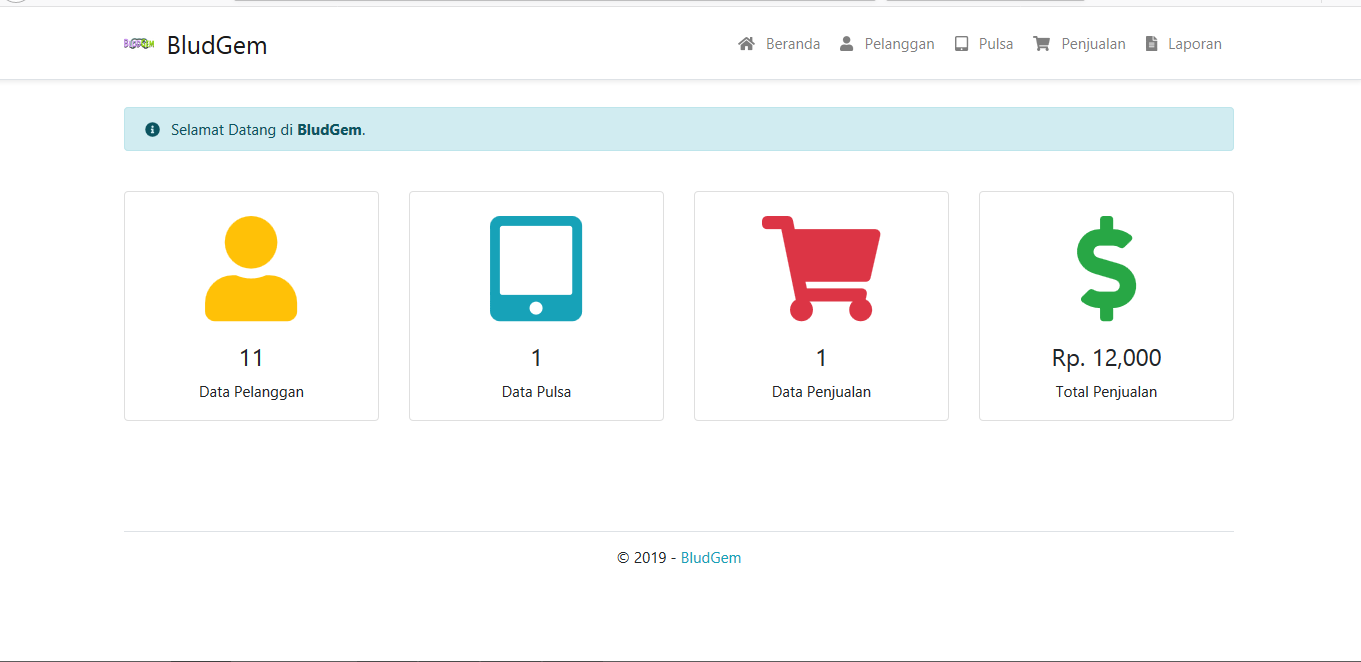 BludGem
Beranda
Pelanggan
Pulsa
Penjualan
Laporan
Selamat Datang di BludGem.
11
Data Pelanggan
1
Data Pulsa
1
Data Penjualan
Rp. 12,000
Total Penjualan
© 2019 - BludGem